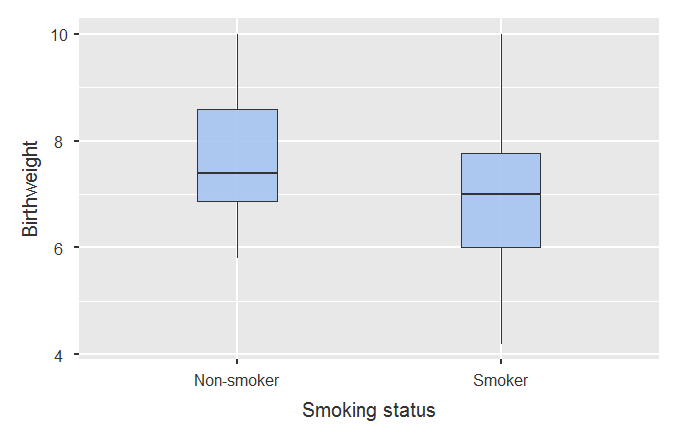 10
8
6
4
Birthweight
Non-smoker Smoker
Smoking status